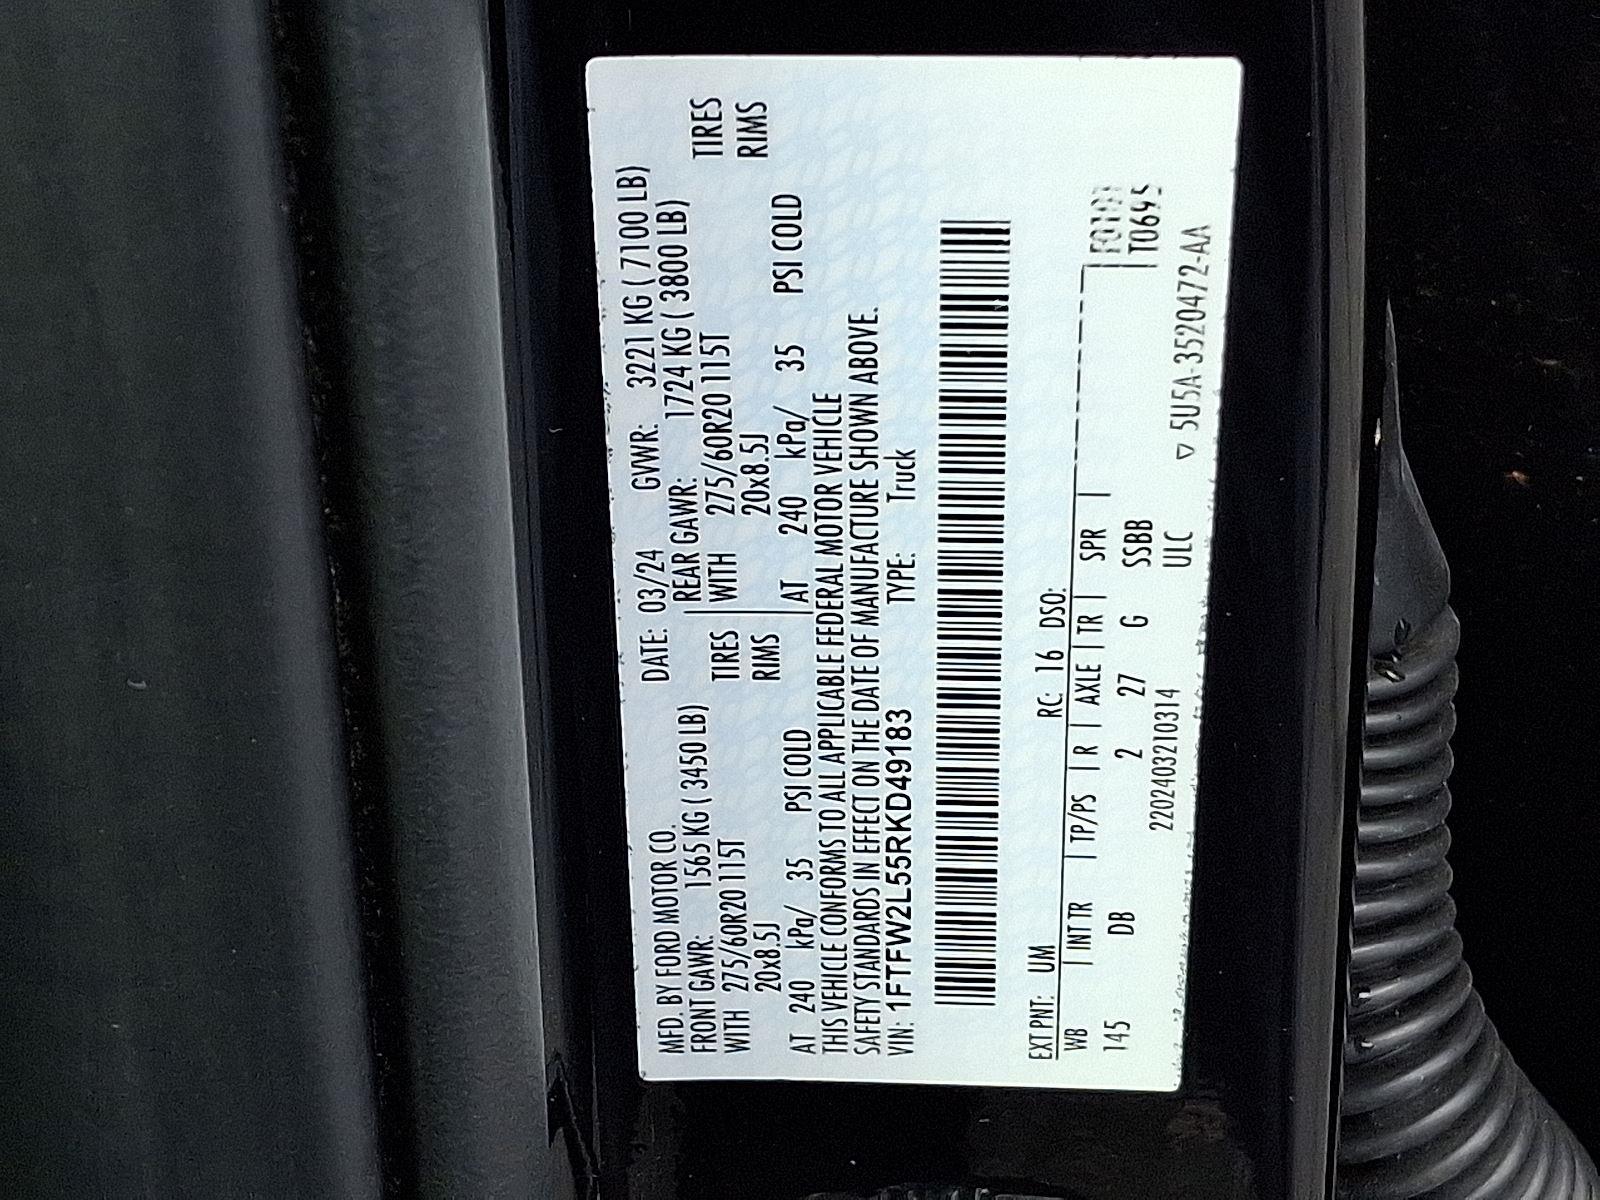 MFD. BY FORD MOTOR CO. DATE: 03/24 GVWR: 3221 KG ( 7100 LB)
FRONT GAWR: 1565 KG ( 3450 LB) REAR GAWR: 1724 KG ( 3800 LB)
WITH 275/60R20 115T TIRES WITH 275/60R20 115T TIRES
20x8.5J RIMS 20x8.5J RIMS
AT 240 kPa/ 35 PSI COLD AT 240 kPa/ 35 PSI COLD
THIS VEHICLE CONFORMS TO ALL APPLICABLE FEDERAL MOTOR VEHICLE
SAFETY STANDARDS IN EFFECT ON THE DATE OF MANUFACTURE SHOWN ABOVE.
VIN: 1FTFW2L55RKD49183 TYPE: Truck
EXT PNT: UM RC: 16 DSO:
WB | INT TR | TP/PS | R | AXLE | TR | SPR |
145 DB 2 27 G SSBB T0695
2202403210314 ULC
▽ 5U5A-3520472-AA